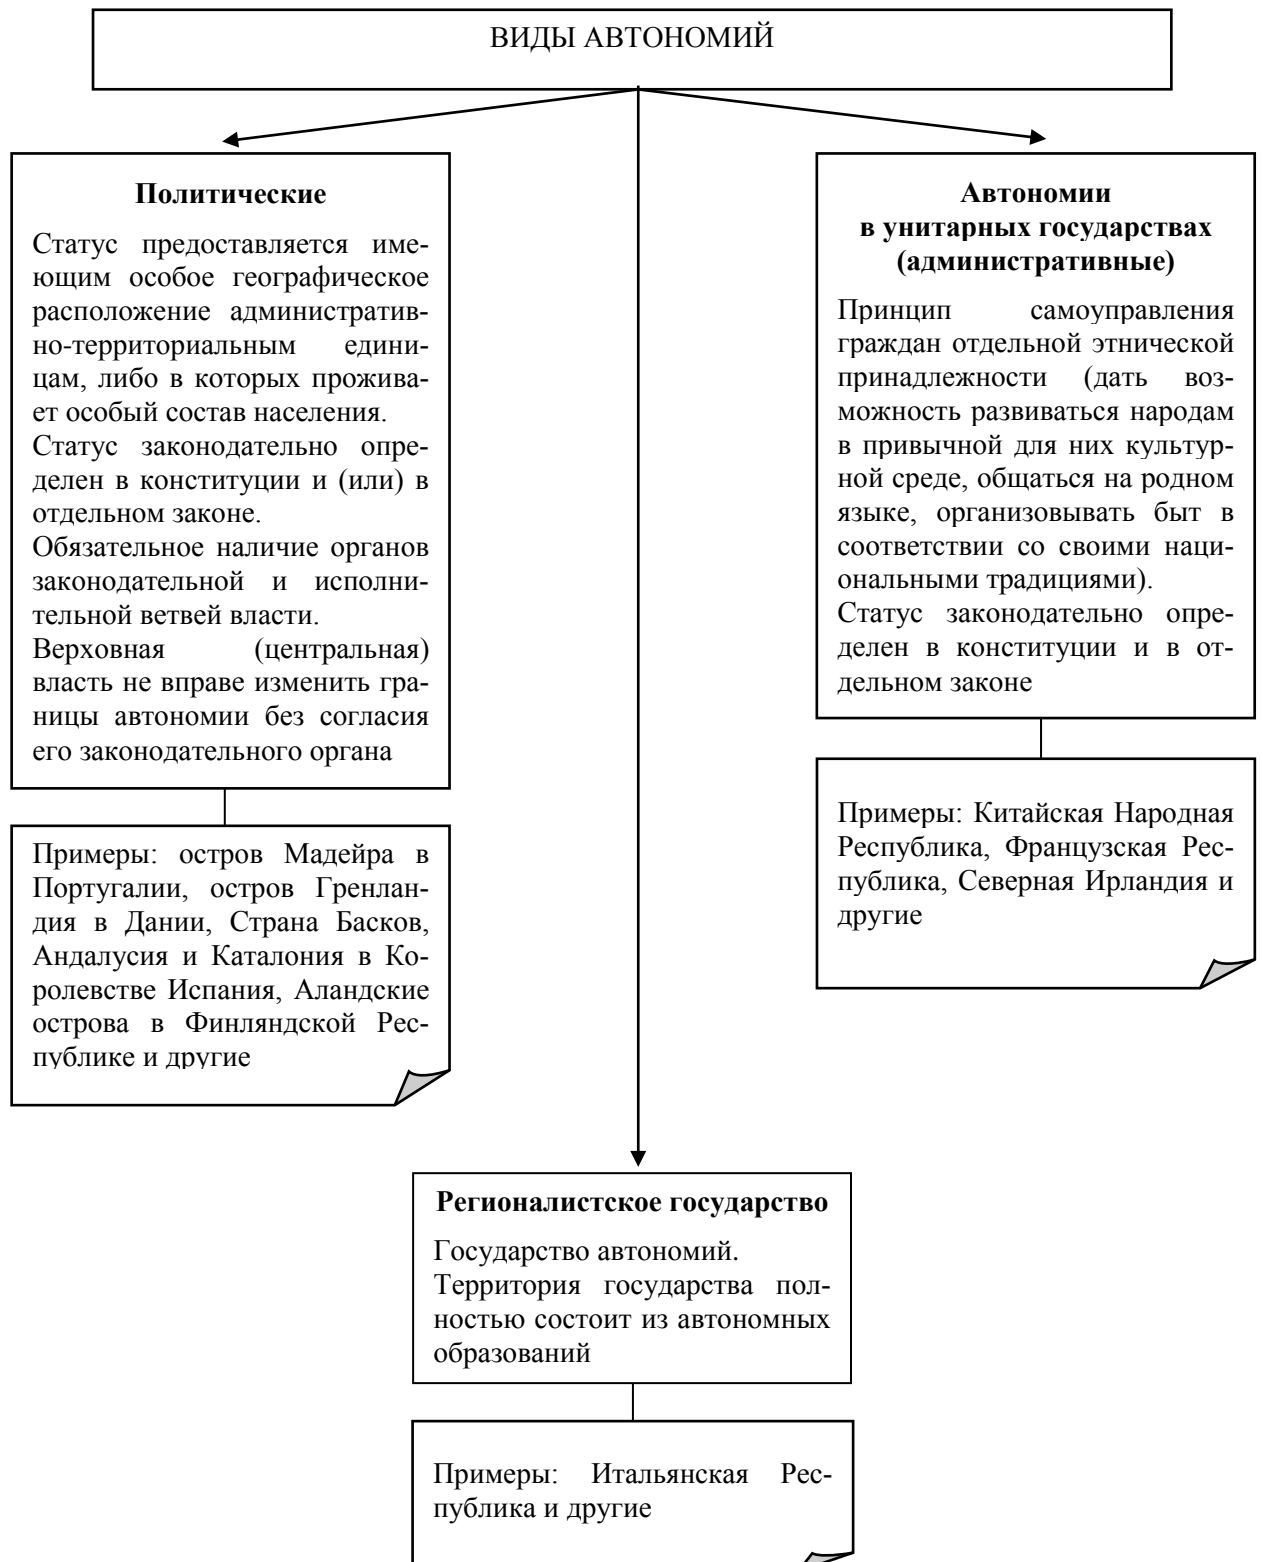 ВИДЫ АВТОНОМИЙ
Политические
Статус предоставляется име-
ющим особое географическое
расположение административ-
но-территориальным едини-
цам, либо в которых прожива-
ет особый состав населения.
Статус законодательно опре-
делен в конституции и (или) в
отдельном законе.
Обязательное наличие органов
законодательной и исполни-
тельной ветвей власти.
Верховная (центральная)
власть не вправе изменить гра-
ницы автономии без согласия
его законодательного органа
Примеры: остров Мадейра в
Португалии, остров Гренлан-
дия в Дании, Страна Басков,
Андалусия и Каталония в Ко-
ролевстве Испания, Аландские
острова в Финляндской Рес-
публике и другие
Автономии
в унитарных государствах
(административные)
Принцип самоуправления
граждан отдельной этнической
принадлежности (дать воз-
можность развиваться народам
в привычной для них культур-
ной среде, общаться на родном
языке, организовывать быт в
соответствии со своими наци-
ональными традициями).
Статус законодательно опре-
делен в конституции и в от-
дельном законе
Примеры: Китайская Народная
Республика, Французская Рес-
публика, Северная Ирландия и
другие
Регионалистское государство
Государство автономий.
Территория государства пол-
ностью состоит из автономных
образований
Примеры: Итальянская Рес-
публика и другие